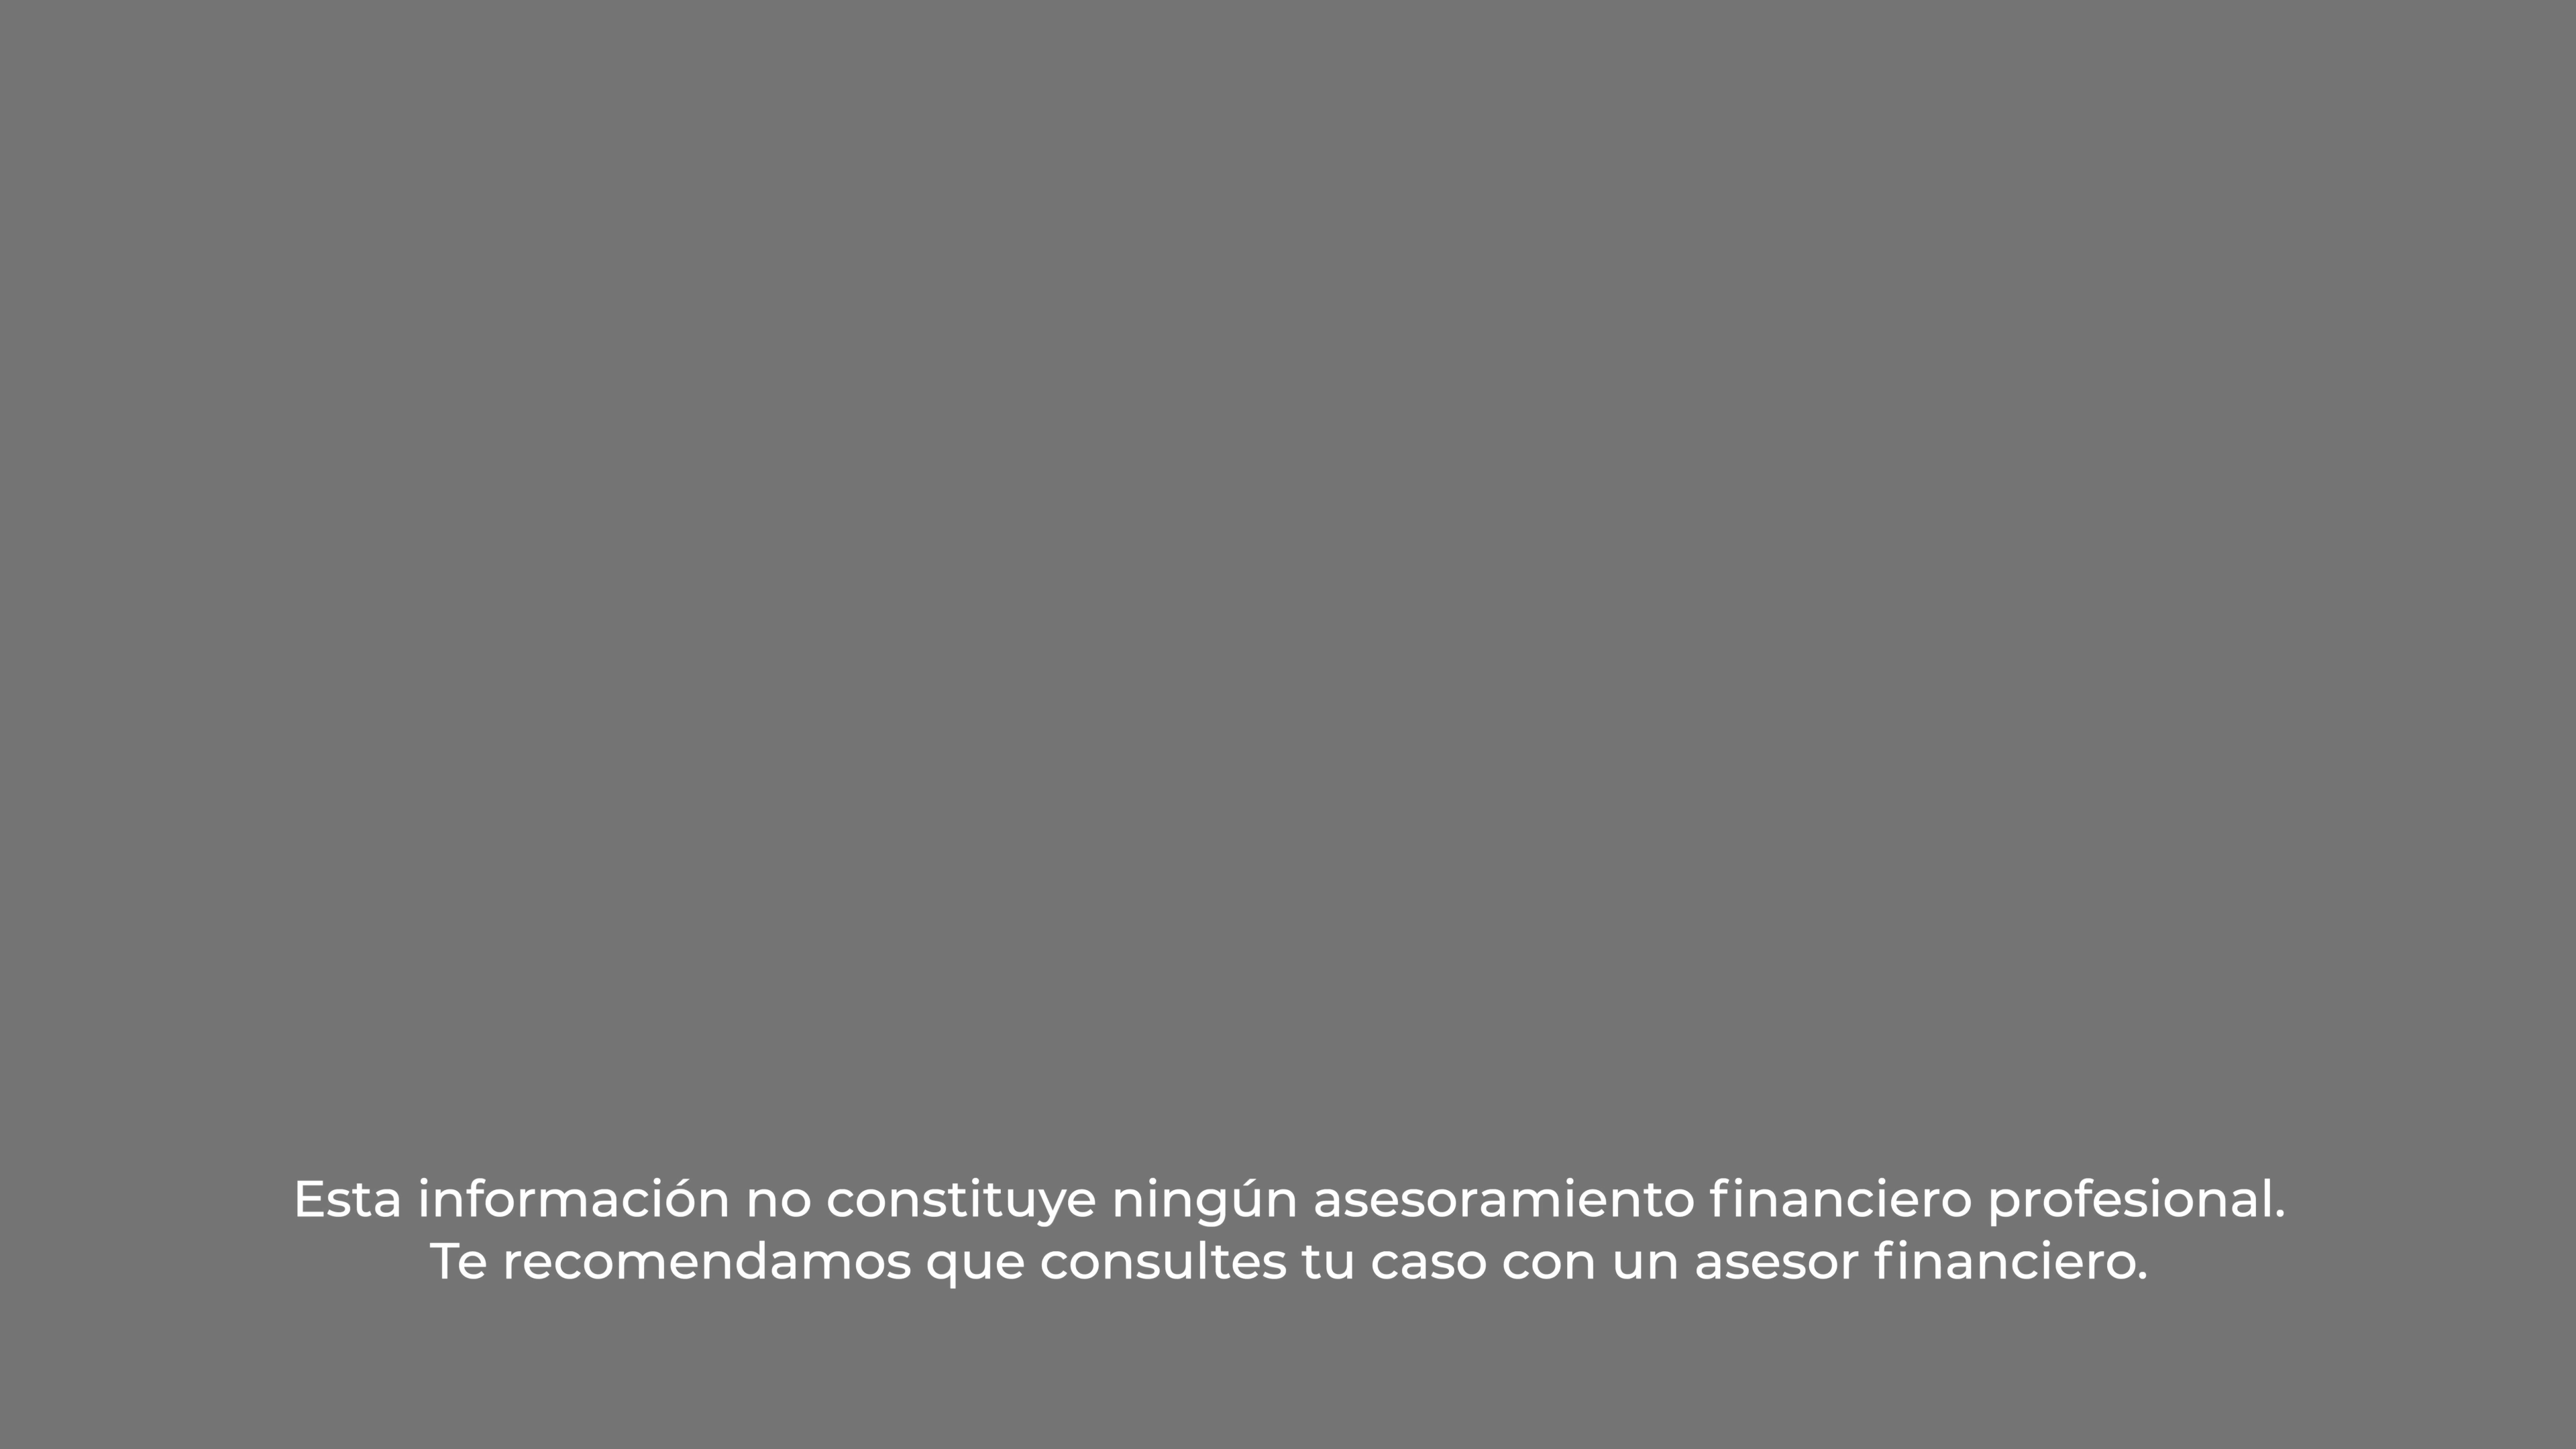 Esta información no constituye ningún asesoramiento financiero profesional.
Te recomendamos que consultes tu caso con un asesor financiero.